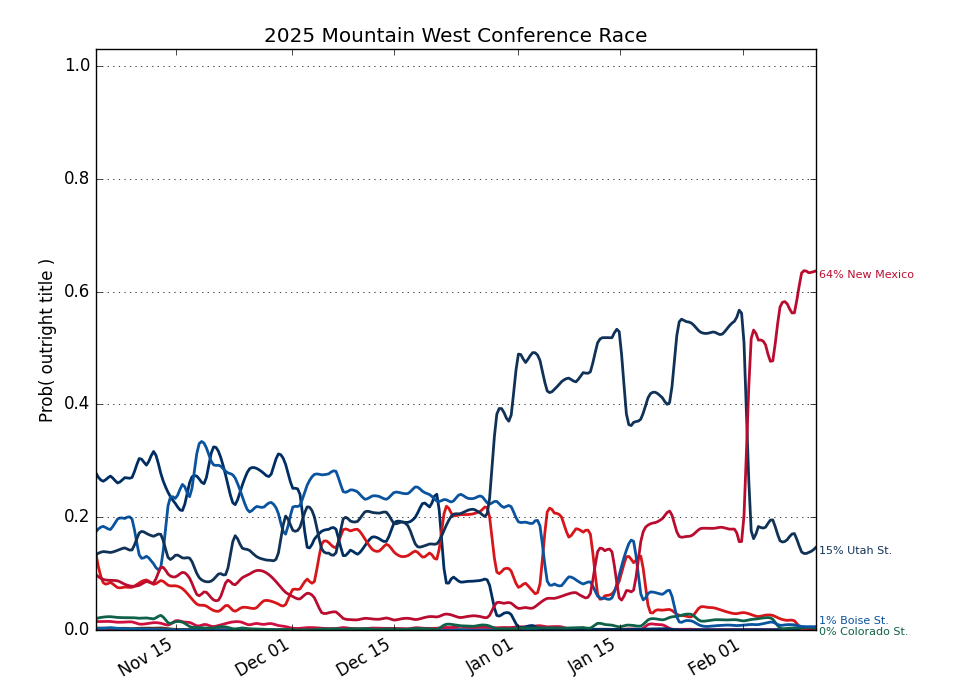 2025 Mountain West Conference Race
Prob( outright title )
1.0
0.8
0.6
0.4
0.2
0.0
64% New Mexico
15% Utah St.
1% Boise St.
0% Colorado St.
Nov 15
Dec 01
Dec 15
Jan 01
Jan 15
Feb 01